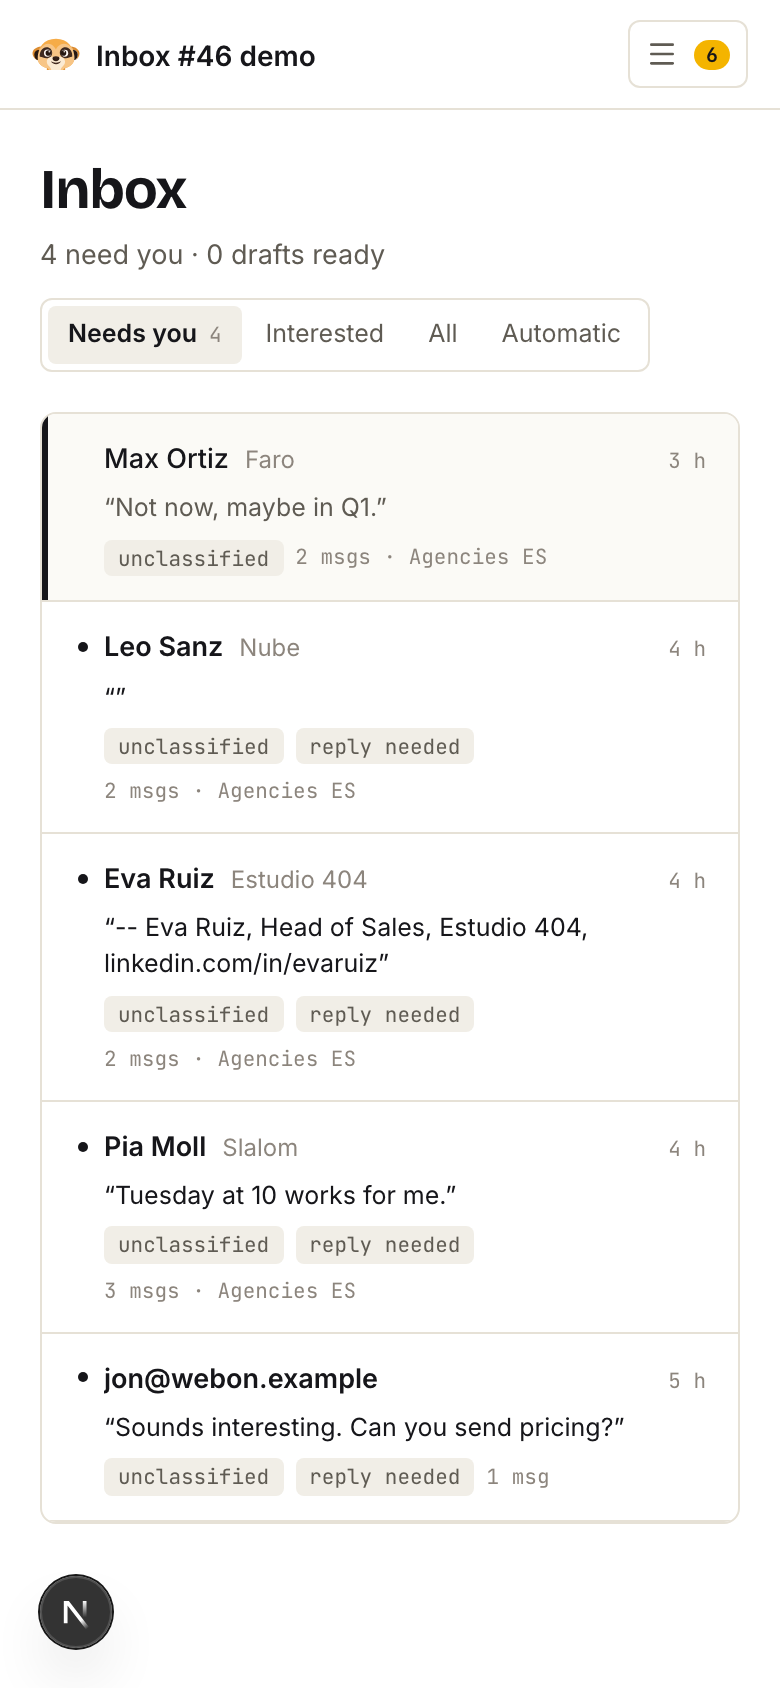 Inbox #46 demo
6
Inbox
4 need you · 0 drafts ready
Needs you 4 Interested All Automatic
Max Ortiz Faro 3 h
“Not now, maybe in Q1.”
unclassified 2 msgs · Agencies ES
Leo Sanz Nube 4 h
“”
unclassified reply needed
2 msgs · Agencies ES
Eva Ruiz Estudio 404 4 h
“-- Eva Ruiz, Head of Sales, Estudio 404,
linkedin.com/in/evaruiz”
unclassified reply needed
2 msgs · Agencies ES
Pia Moll Slalom 4 h
“Tuesday at 10 works for me.”
unclassified reply needed
3 msgs · Agencies ES
jon@webon.example 5 h
“Sounds interesting. Can you send pricing?”
unclassified reply needed 1 msg
N